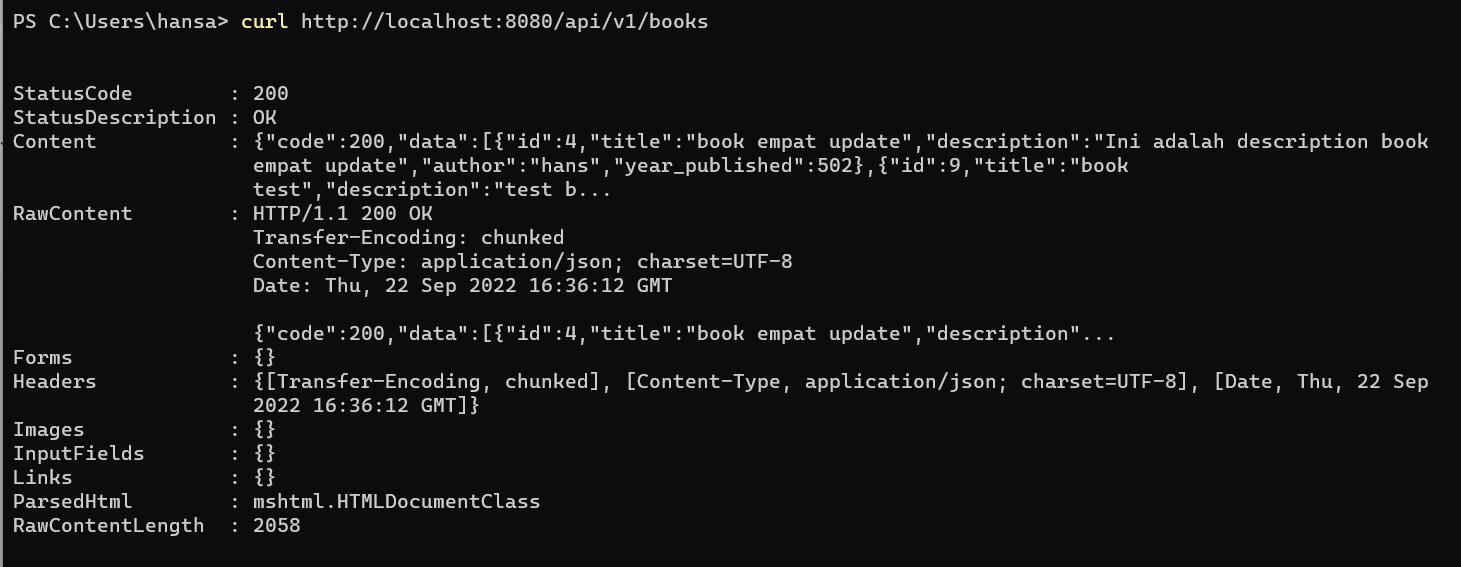 PS C:\Users\hansa> curl http://localhost:8080/api/v1/books
StatusCode        : 200
StatusDescription : OK
Content           : {"code":200,"data":[{"id":4,"title":"book empat update","description":"Ini adalah description book
                    empat update","author":"hans","year_published":502},{"id":9,"title":"book
                    test","description":"test b...
RawContent        : HTTP/1.1 200 OK
                    Transfer-Encoding: chunked
                    Content-Type: application/json; charset=UTF-8
                    Date: Thu, 22 Sep 2022 16:36:12 GMT
                    {"code":200,"data":[{"id":4,"title":"book empat update","description"...
Forms             : {}
Headers           : {[Transfer-Encoding, chunked], [Content-Type, application/json; charset=UTF-8], [Date, Thu, 22 Sep
                    2022 16:36:12 GMT]}
Images            : {}
InputFields       : {}
Links             : {}
ParsedHtml        : mshtml.HTMLDocumentClass
RawContentLength  : 2058